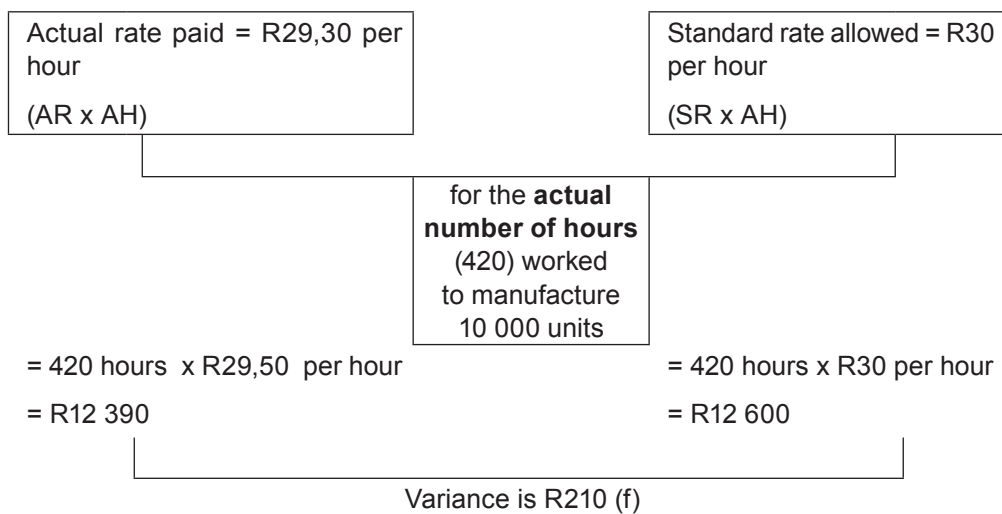 Actual rate paid = R29,30 per
hour
(AR x AH)
Standard rate allowed = R30
per hour
(SR x AH)
for the actual
number of hours
(420) worked
to manufacture
10 000 units
= 420 hours x R29,50 per hour
= R12 390
= 420 hours x R30 per hour
= R12 600
Variance is R210 (f)